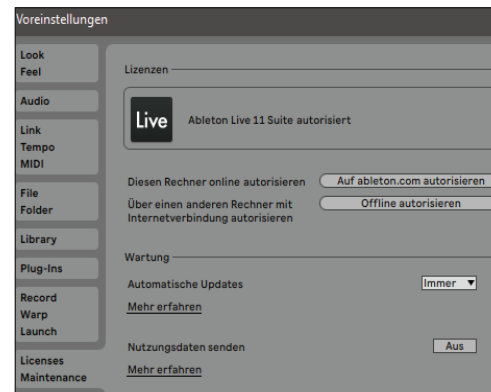 Voreinstellungen
Look
Feel
Audio
Link
Tempo
MIDI
File
Folder
Library
Plug-Ins
Record
Warp
Launch
Licenses
Maintenance
Lizenzen
Live
Ableton Live 11 Suite autorisiert
Diesen Rechner online autorisieren Auf ableton.com autorisieren
Über einen anderen Rechner mit Offline autorisieren
Internetverbindung autorisieren
Wartung
Automatische Updates Immer
Mehr erfahren
Nutzungsdaten senden Aus
Mehr erfahren